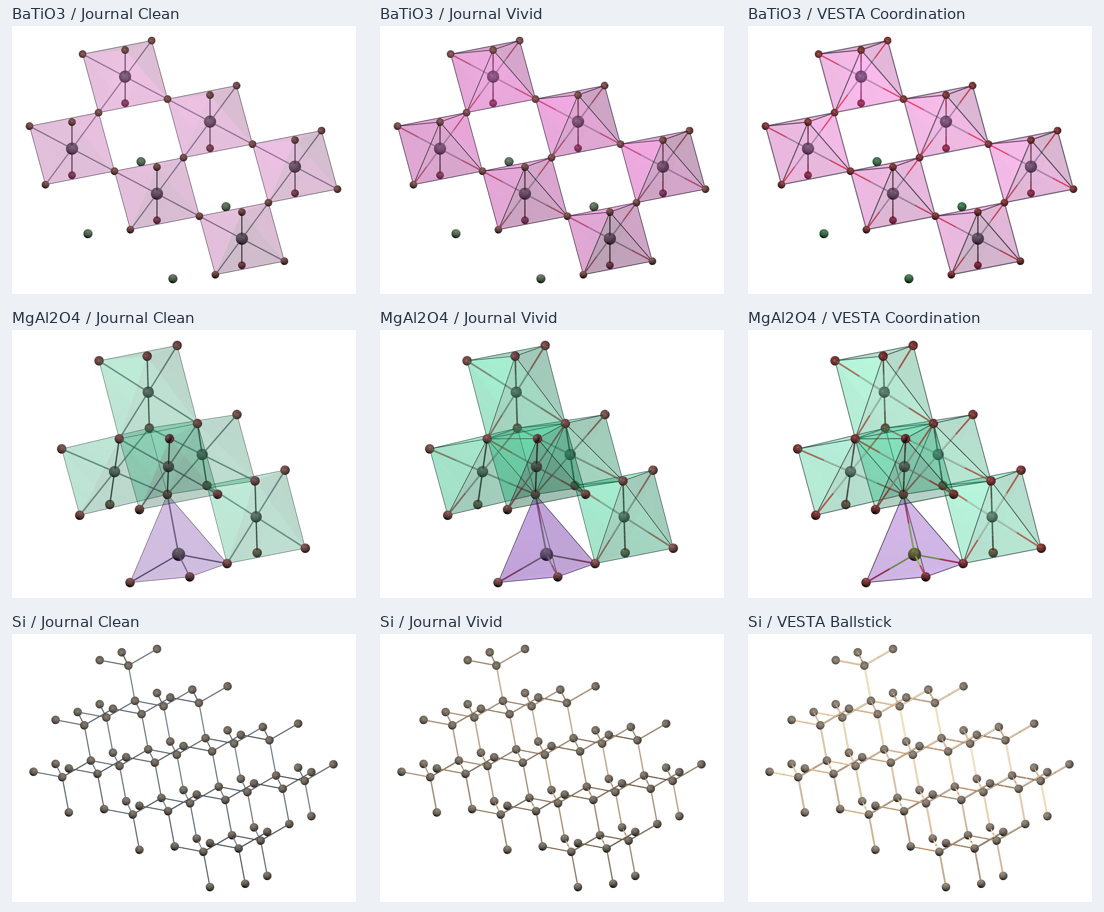 BaTiO3 / Journal Clean
BaTiO3 / Journal Vivid
BaTiO3 / VESTA Coordination
MgAl2O4 / Journal Clean
MgAl2O4 / Journal Vivid
MgAl2O4 / VESTA Coordination
Si / Journal Clean
Si / Journal Vivid
Si / VESTA Ballstick